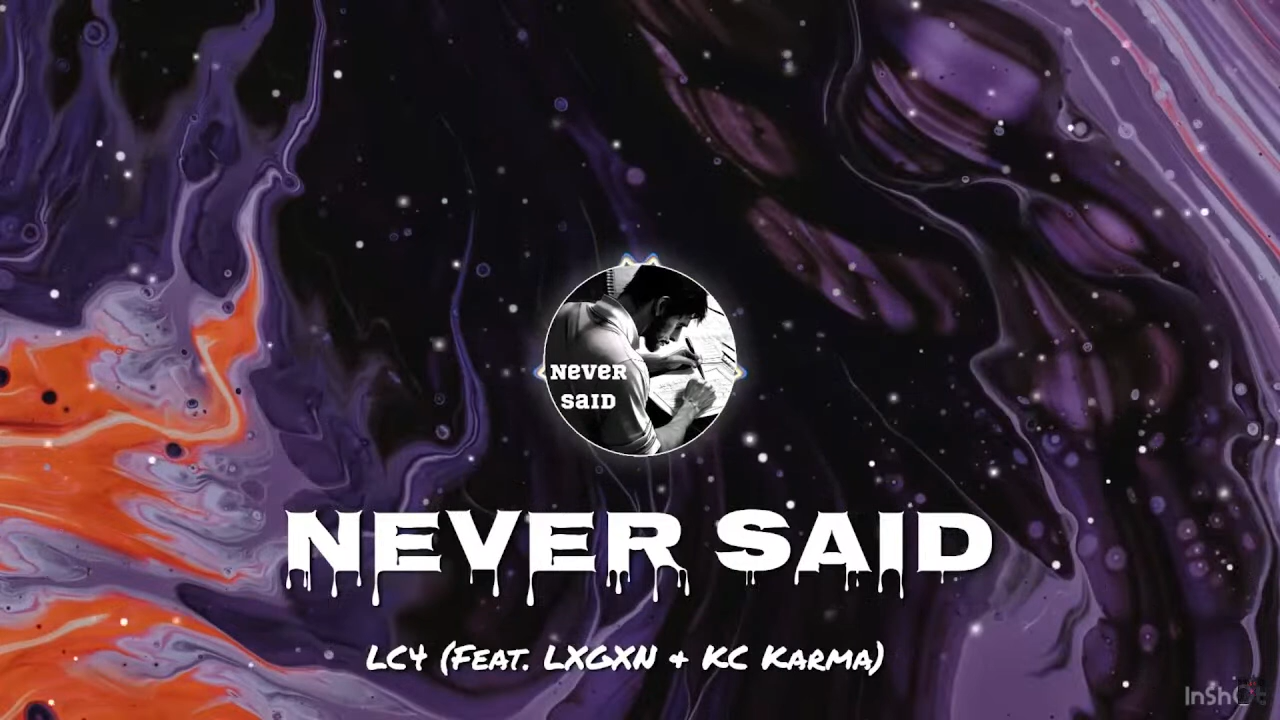 Never
Said
NEVER SAID
LC4 (Feat. LXGXN & KC Karma)
InShOt